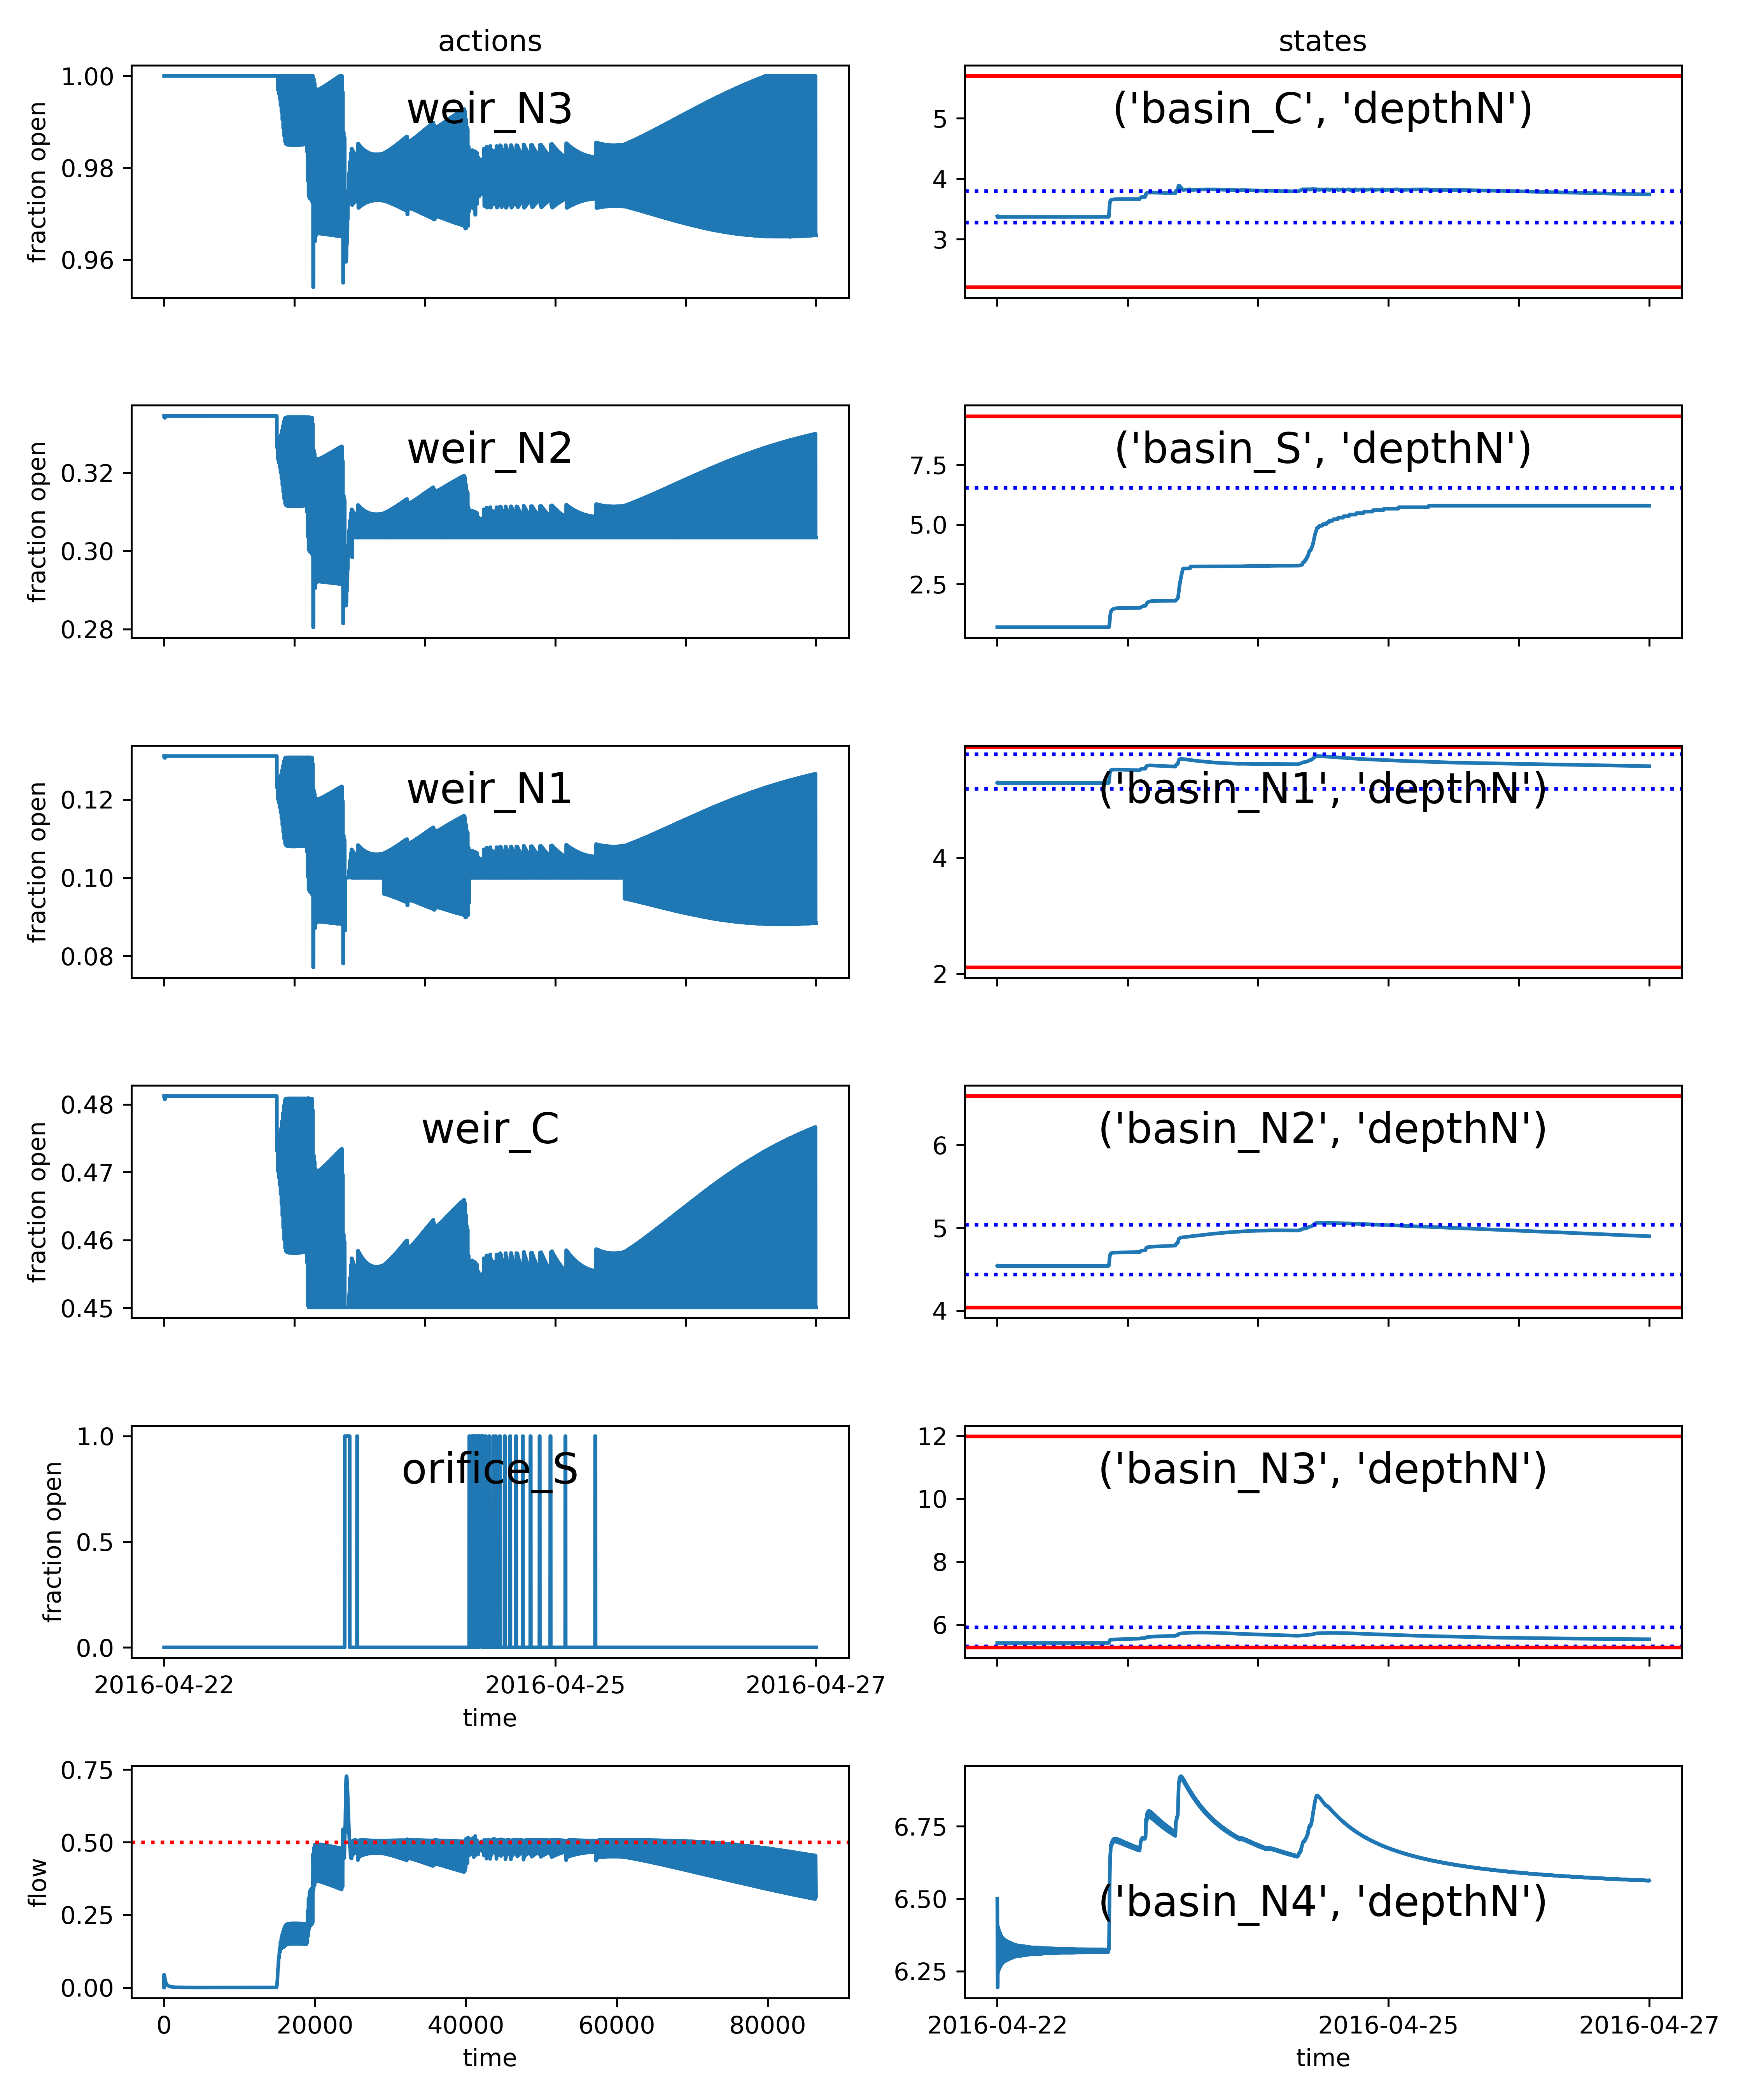 actions
states
fraction open
1.00
0.98
0.96
weir_N3
5
4
3
('basin_C', 'depthN')
fraction open
0.32
0.30
0.28
weir_N2
7.5
5.0
2.5
('basin_S', 'depthN')
fraction open
0.12
0.10
0.08
weir_N1
4
2
('basin_N1', 'depthN')
fraction open
0.48
0.47
0.46
0.45
weir_C
6
5
4
('basin_N2', 'depthN')
fraction open
1.0
0.5
0.0
orifice_S
2016-04-22 2016-04-25 2016-04-27
time
12
10
8
6
('basin_N3', 'depthN')
flow
0.75
0.50
0.25
0.00
0 20000 40000 60000 80000
time
6.75
6.50
6.25
('basin_N4', 'depthN')
2016-04-22 2016-04-25 2016-04-27
time